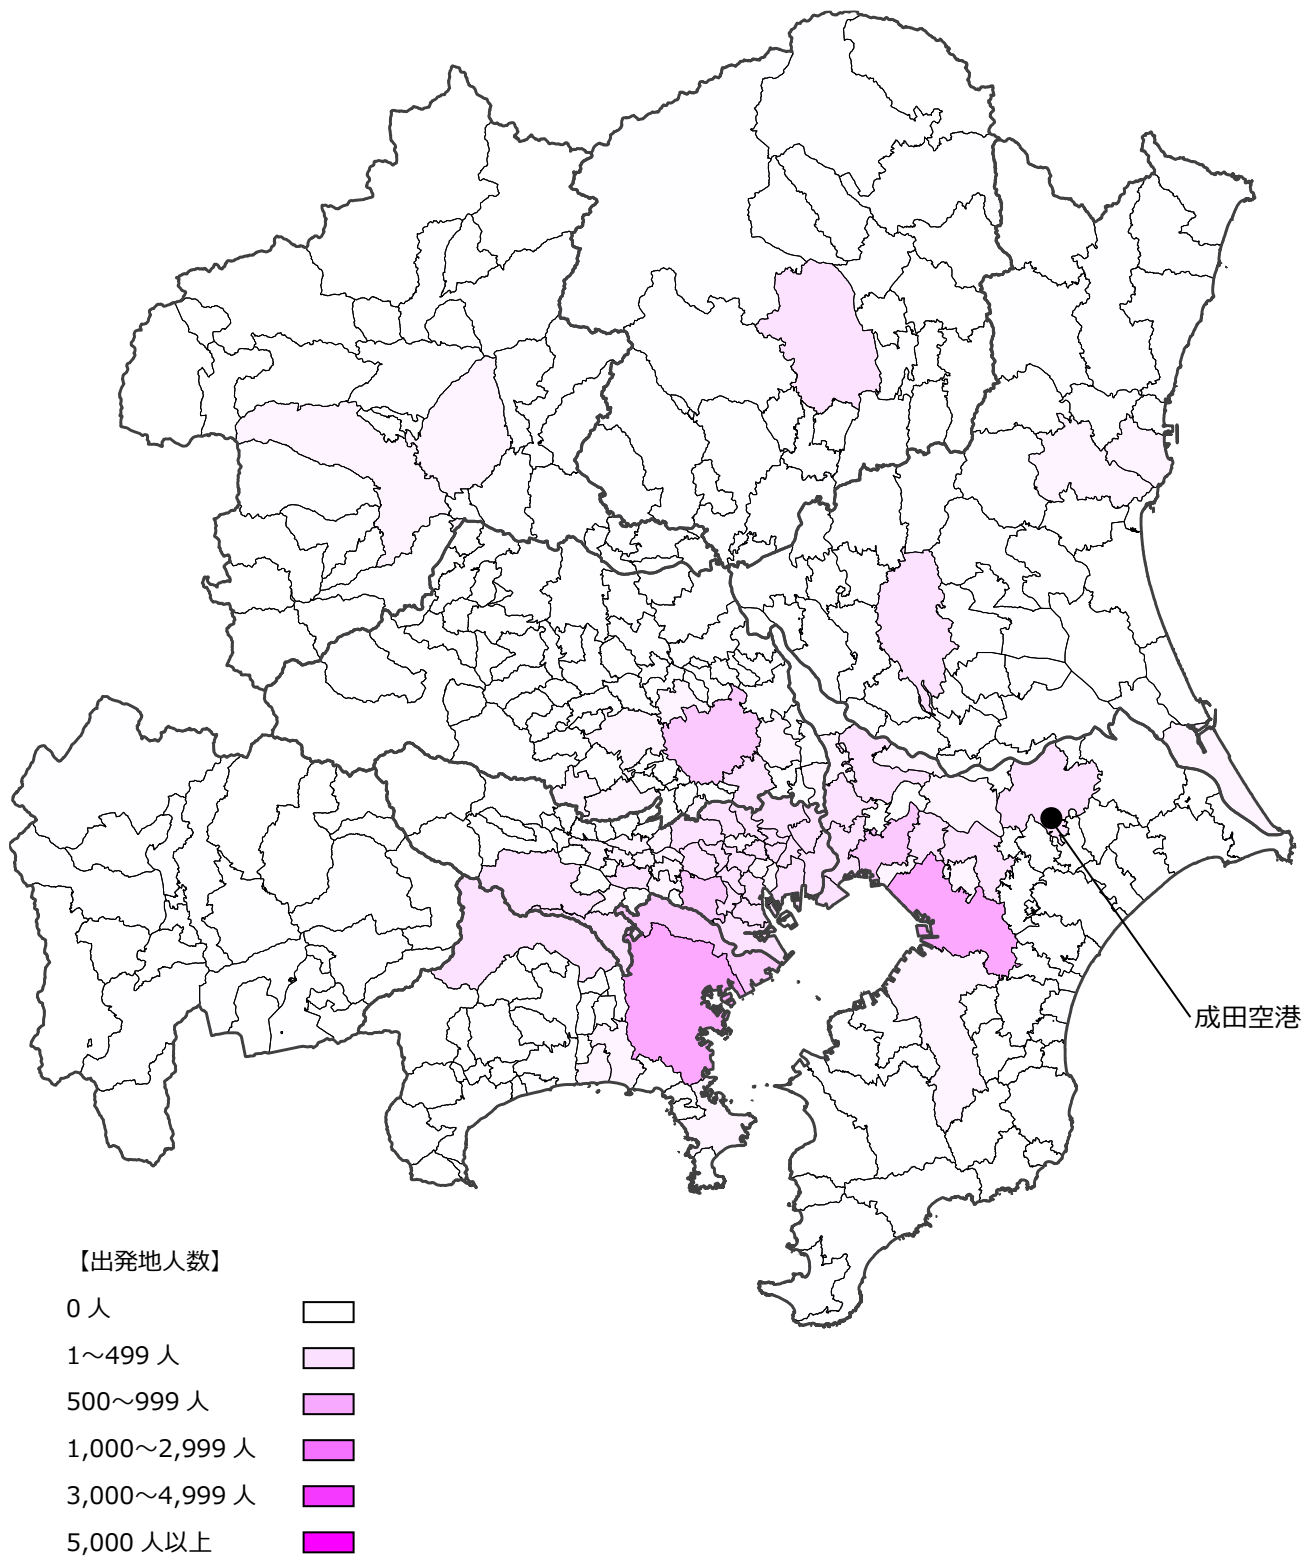 成田空港
【出発地人数】
0 人
1～499 人
500～999 人
1,000～2,999 人
3,000～4,999 人
5,000 人以上